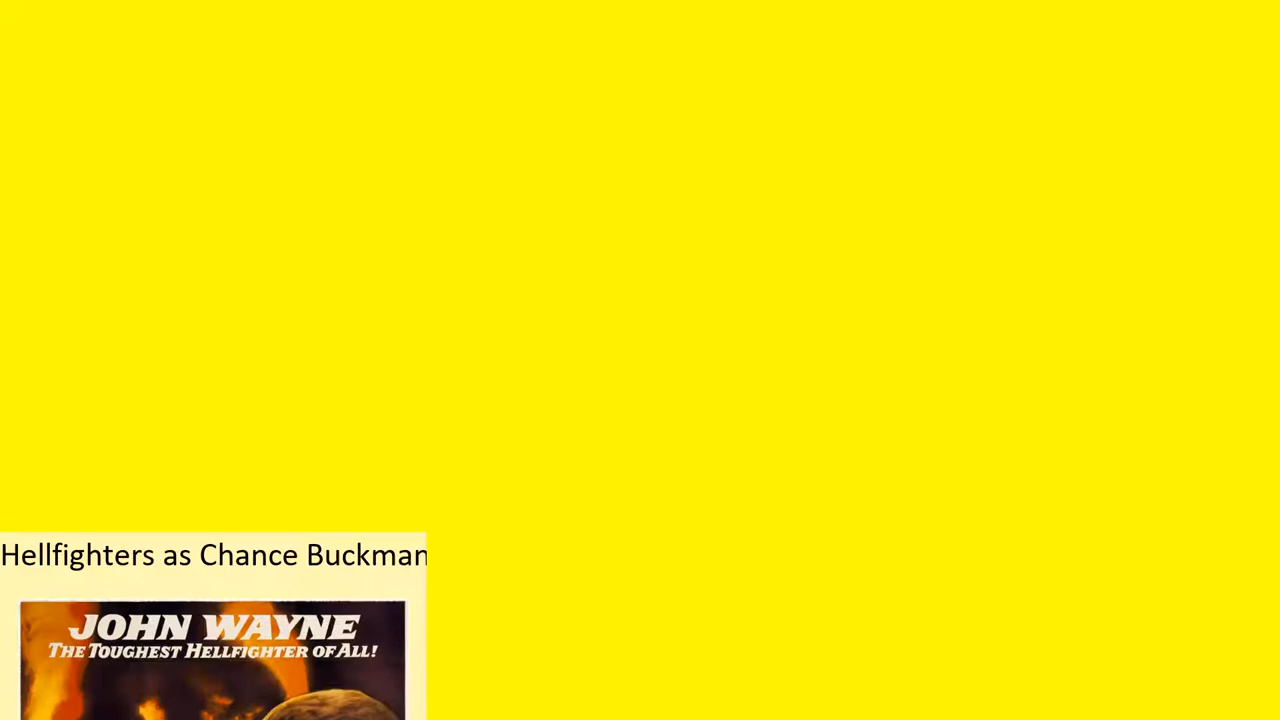 Hellfighters as Chance Buckman
JOHN WAYNE
THE TOUGHEST HELLFIGHTER OF ALL!